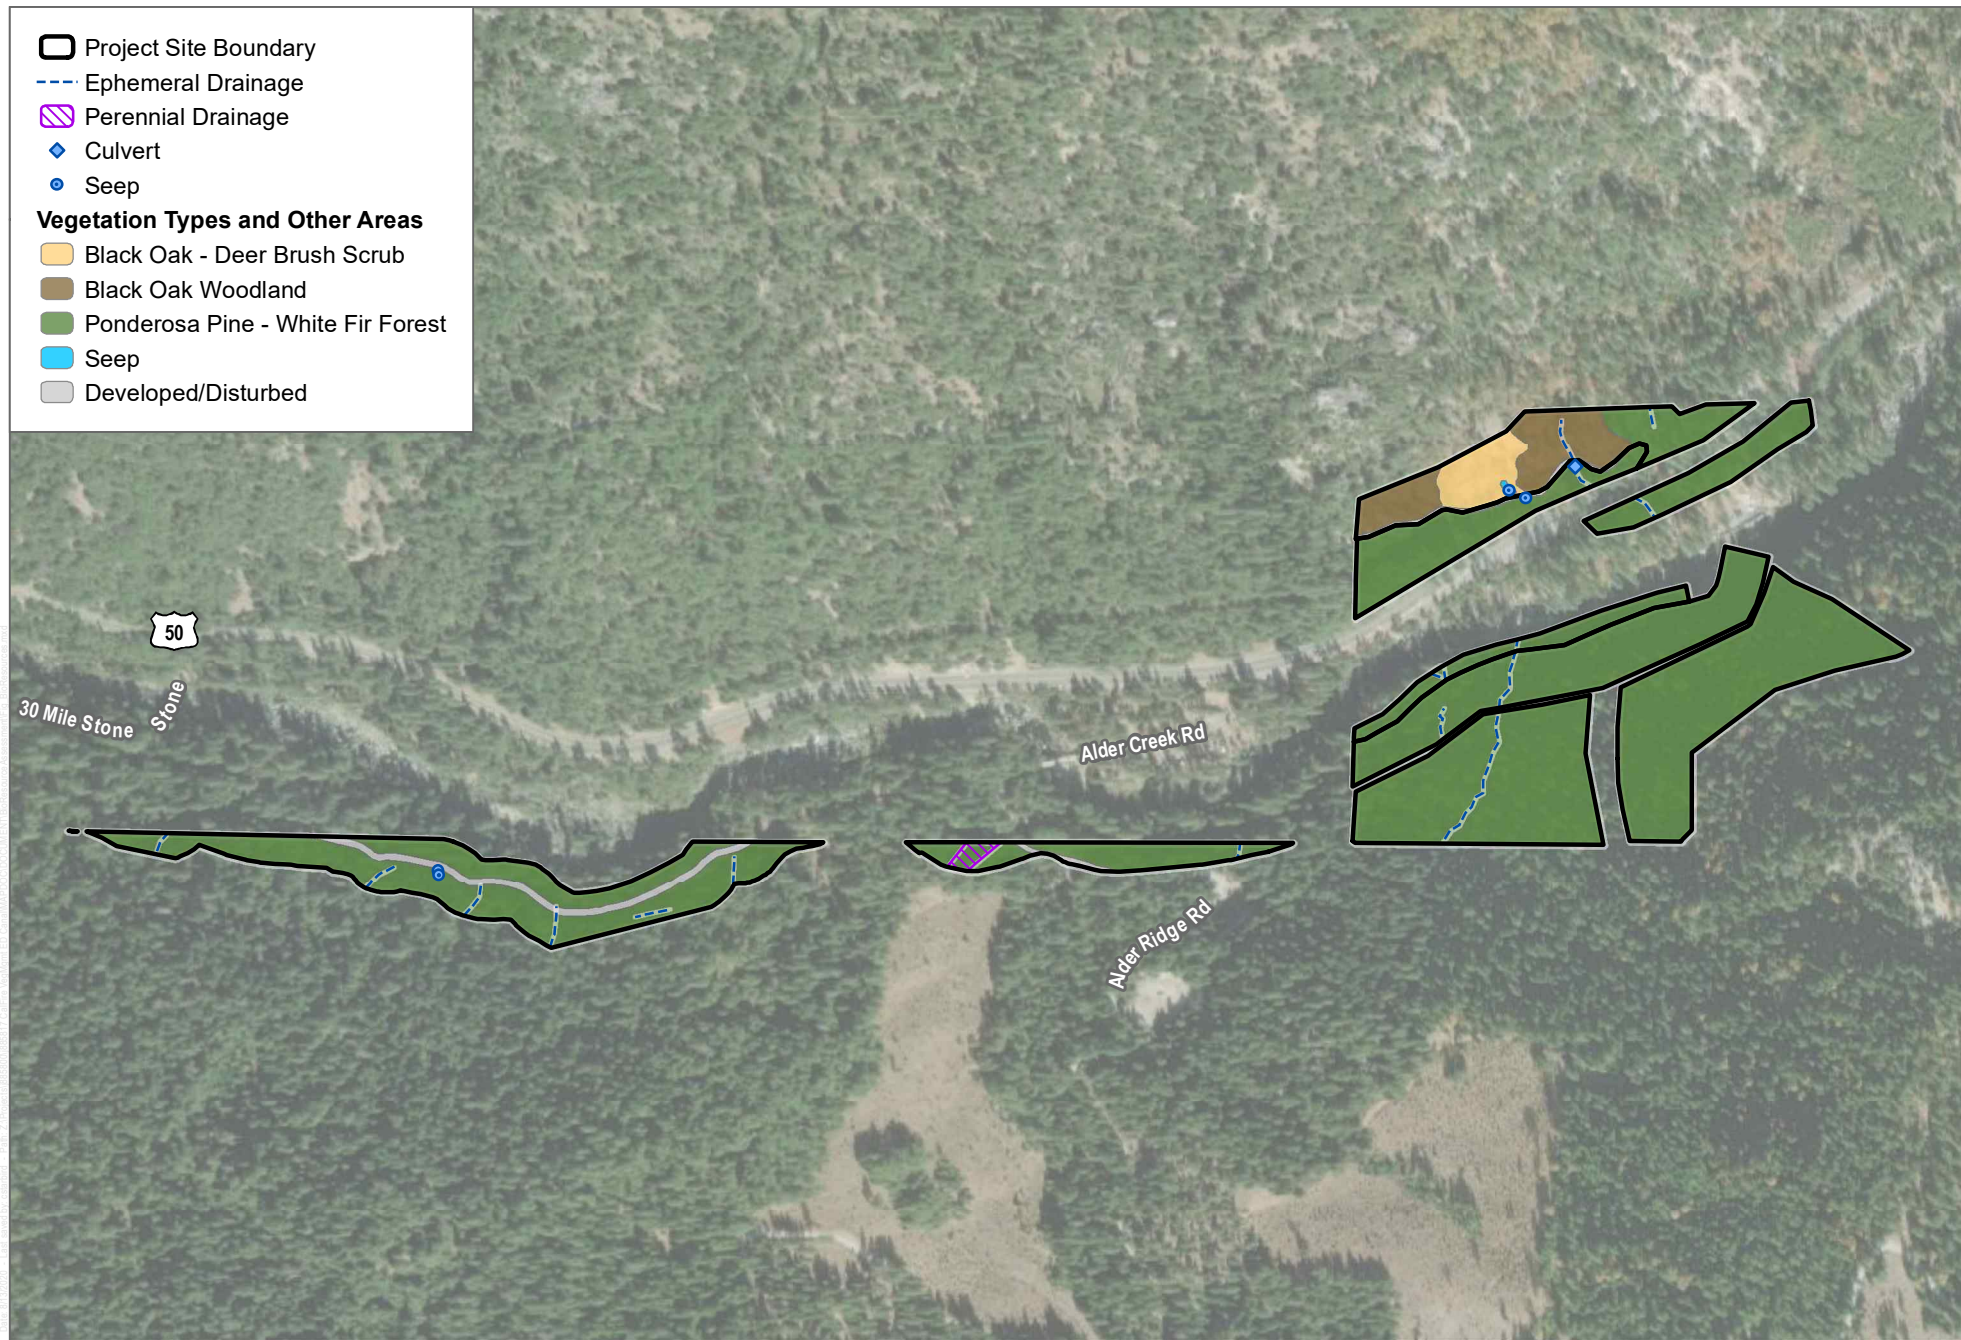 Project Site Boundary
Ephemeral Drainage
Perennial Drainage
Culvert
Seep
Vegetation Types and Other Areas
Black Oak - Deer Brush Scrub
Black Oak Woodland
Ponderosa Pine - White Fir Forest
Seep
Developed/Disturbed
50
30 Mile Stone
Stone
Alder Creek Rd
Alder Ridge Rd